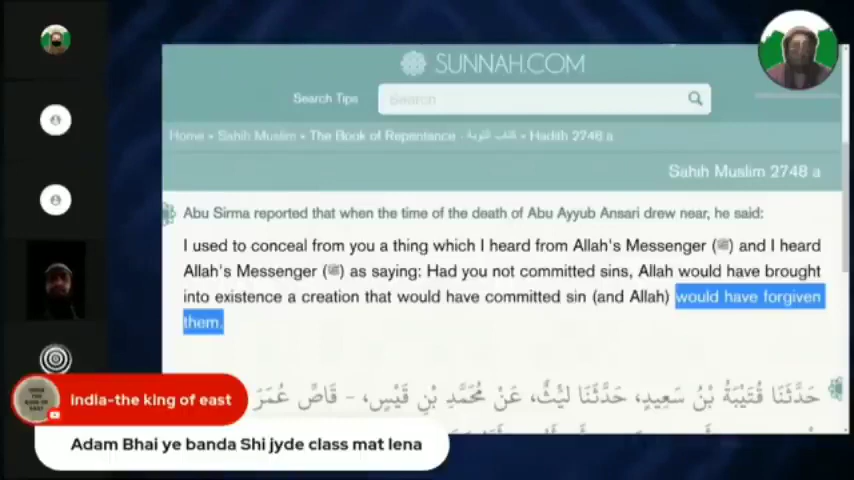 SUNNAH.COM
Search Tips
Search
Home » Sahih Muslim » The Book of Repentance - كتاب التوبة » Hadith 2748 a
Sahih Muslim 2748 a
Abu Sirma reported that when the time of the death of Abu Ayyub Ansari drew near, he said:
I used to conceal from you a thing which I heard from Allah's Messenger (ﷺ) and I heard
Allah's Messenger (ﷺ) as saying: Had you not committed sins, Allah would have brought
into existence a creation that would have committed sin (and Allah) would have forgiven
them.
حَدَّثَنَا قُتَيْبَةُ بْنُ سَعِيدٍ، حَدَّثَنَا لَيْثٌ، عَنْ مُحَمَّدِ بْنِ قَيْسٍ، - قَاصِّ عُمَرَ
INDIA THE KING OF EAST
india-the king of east
Adam Bhai ye banda Shi jyde class mat lena